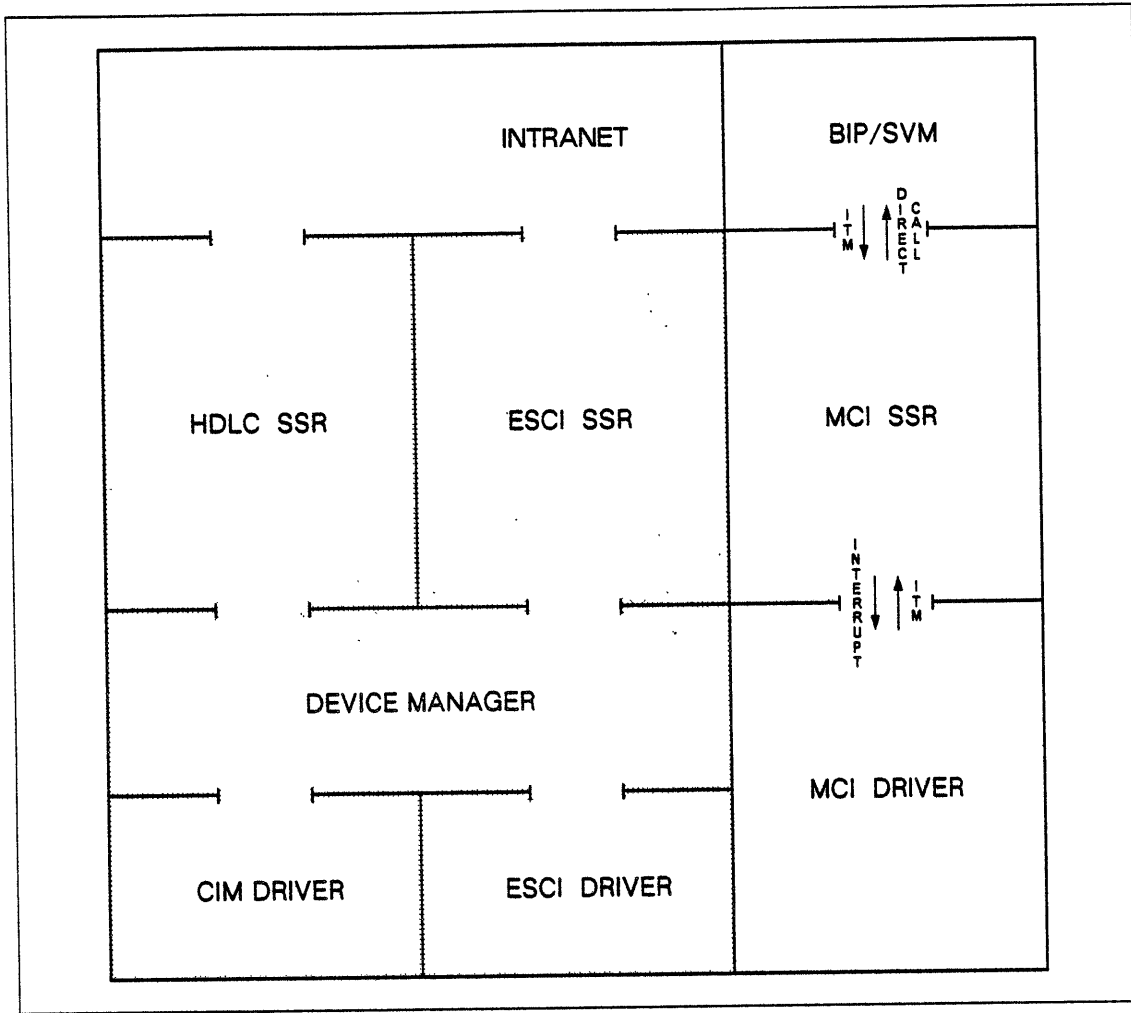 INTRANET
BIP/SVM
ITM
DIRECT
CALL
HDLC SSR
ESCI SSR
MCI SSR
INTERRUPT
ITM
DEVICE MANAGER
MCI DRIVER
CIM DRIVER
ESCI DRIVER